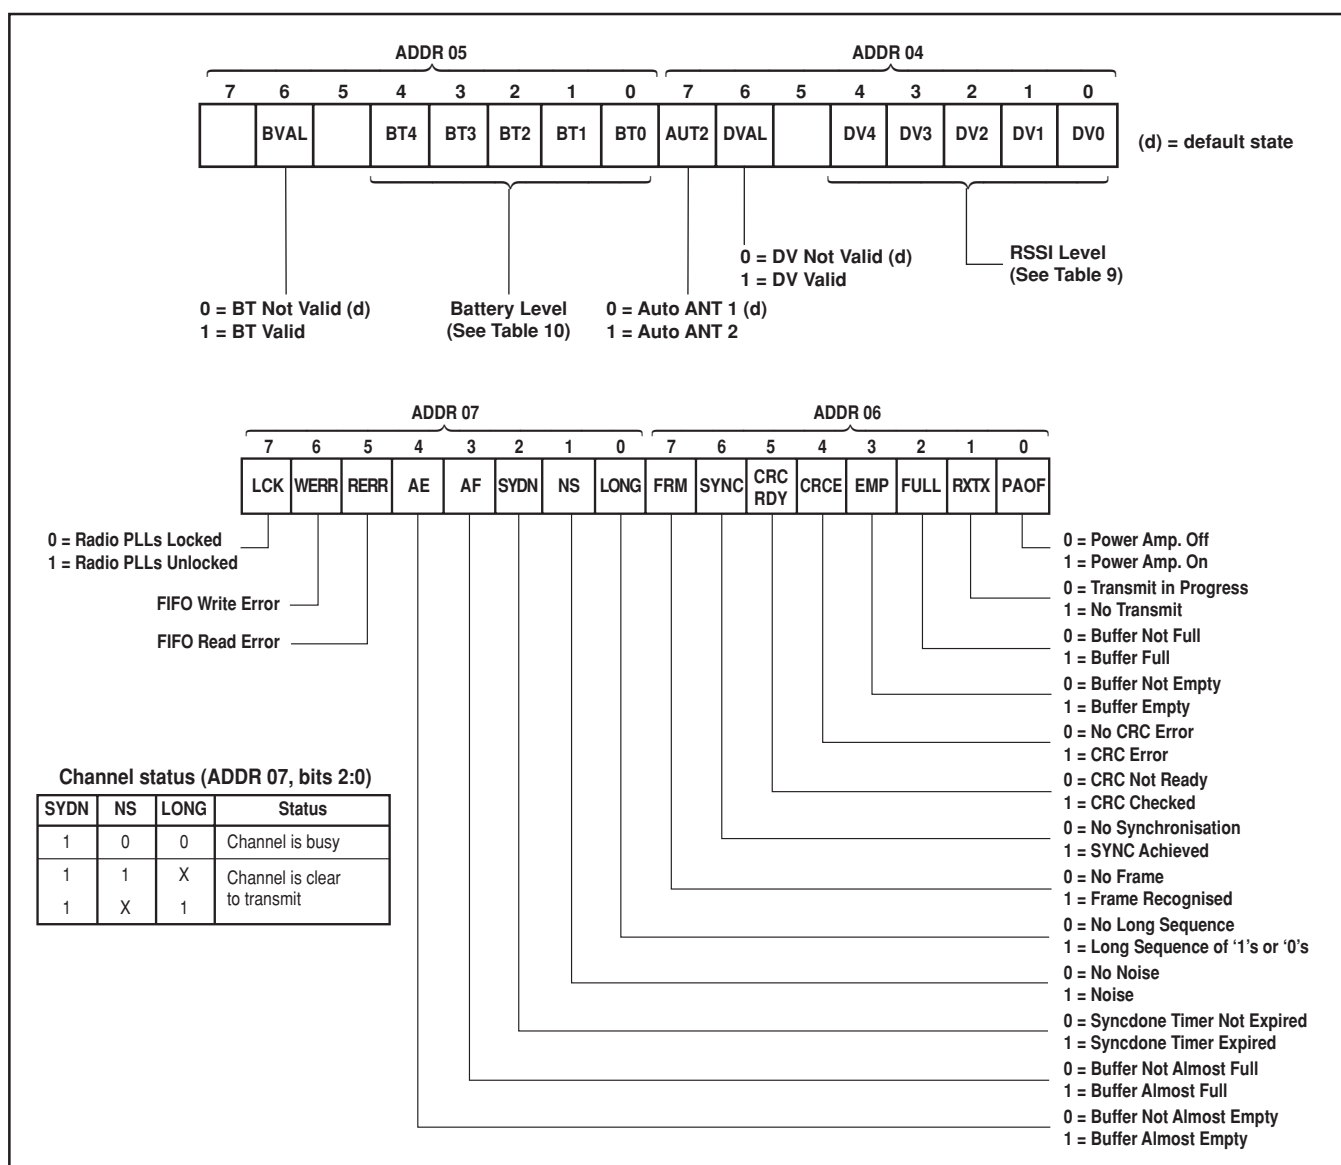 ADDR 05 ADDR 04
7 6 5 4 3 2 1 0 7 6 5 4 3 2 1 0
BVAL BT4 BT3 BT2 BT1 BT0 AUT2 DVAL DV4 DV3 DV2 DV1 DV0
(d) = default state
0 = BT Not Valid (d)
1 = BT Valid
Battery Level
(See Table 10)
0 = Auto ANT 1 (d)
1 = Auto ANT 2
0 = DV Not Valid (d)
1 = DV Valid
RSSI Level
(See Table 9)
ADDR 07 ADDR 06
7 6 5 4 3 2 1 0 7 6 5 4 3 2 1 0
LCK WERR RERR AE AF SYDN NS LONG FRM SYNC CRC RDY CRCE EMP FULL RXTX PAOF
0 = Radio PLLs Locked
1 = Radio PLLs Unlocked
FIFO Write Error
FIFO Read Error
0 = Power Amp. Off
1 = Power Amp. On
0 = Transmit in Progress
1 = No Transmit
0 = Buffer Not Full
1 = Buffer Full
0 = Buffer Not Empty
1 = Buffer Empty
0 = No CRC Error
1 = CRC Error
0 = CRC Not Ready
1 = CRC Checked
0 = No Synchronisation
1 = SYNC Achieved
0 = No Frame
1 = Frame Recognised
0 = No Long Sequence
1 = Long Sequence of ‘1’s or ‘0’s
0 = No Noise
1 = Noise
0 = Syncdone Timer Not Expired
1 = Syncdone Timer Expired
0 = Buffer Not Almost Full
1 = Buffer Almost Full
0 = Buffer Not Almost Empty
1 = Buffer Almost Empty
Channel status (ADDR 07, bits 2:0)
SYDN NS LONG Status
1 0 0 Channel is busy
1 1 X Channel is clear
1 X 1 to transmit